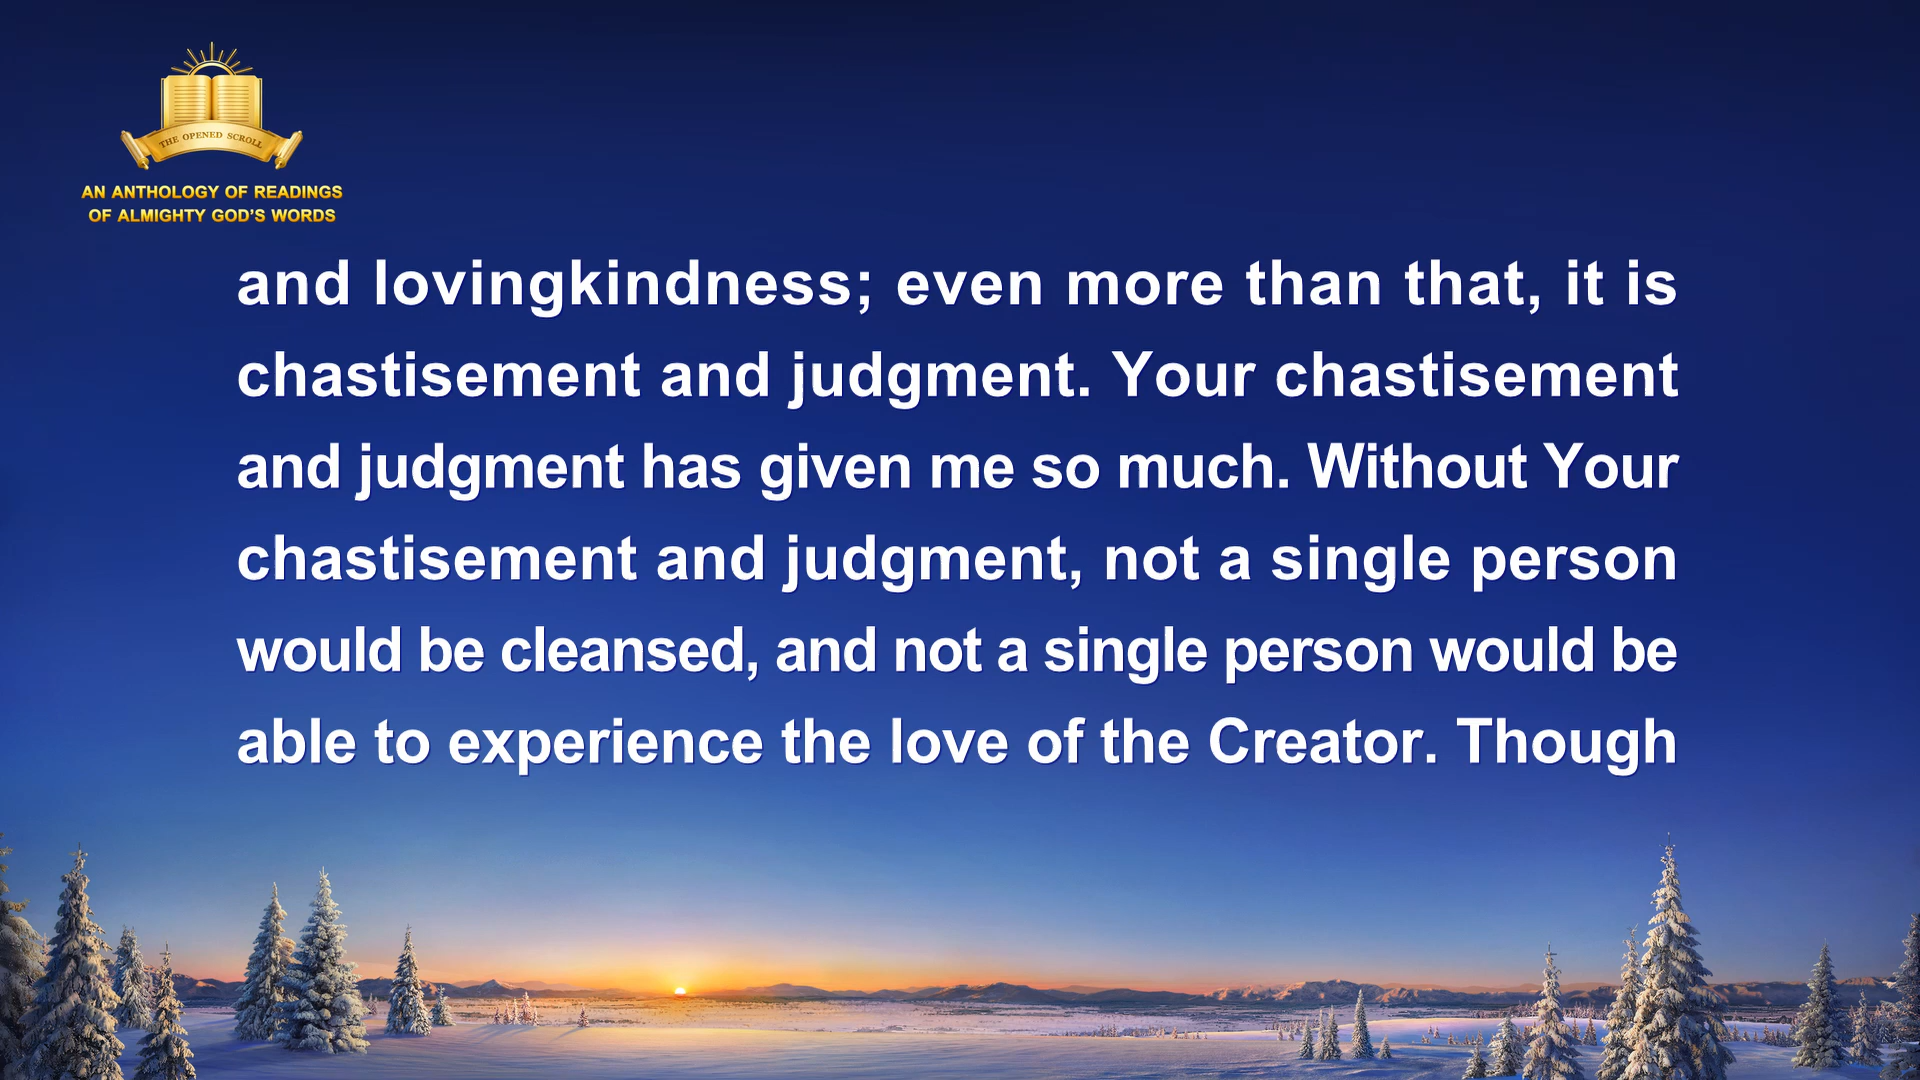 THE OPENED SCROLL
AN ANTHOLOGY OF READINGS
OF ALMIGHTY GOD'S WORDS
and lovingkindness; even more than that, it is
chastisement and judgment. Your chastisement
and judgment has given me so much. Without Your
chastisement and judgment, not a single person
would be cleansed, and not a single person would be
able to experience the love of the Creator. Though